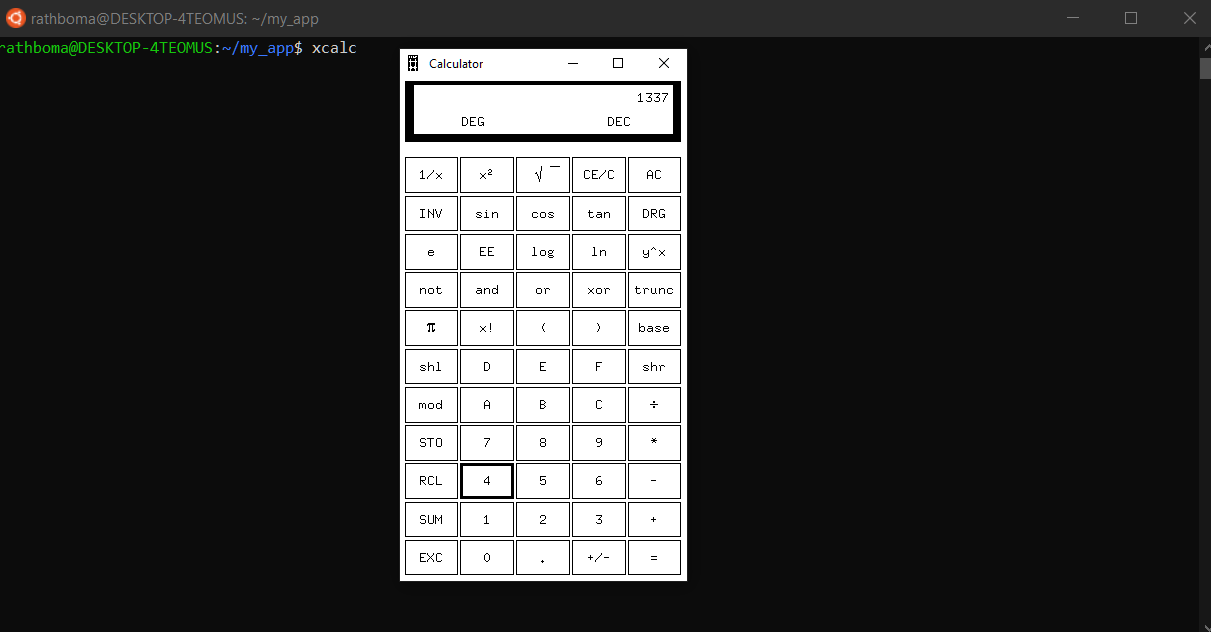 rathboma@DESKTOP-4TEOMUS: ~/my_app
rathboma@DESKTOP-4TEOMUS:~/my_app$ xcalc
Calculator
1337
DEG DEC
1/x x² √‾ CE/C AC
INV sin cos tan DRG
e EE log ln y^x
not and or xor trunc
π x! ( ) base
shl D E F shr
mod A B C ÷
STO 7 8 9 *
RCL 4 5 6 -
SUM 1 2 3 +
EXC 0 . +/- =